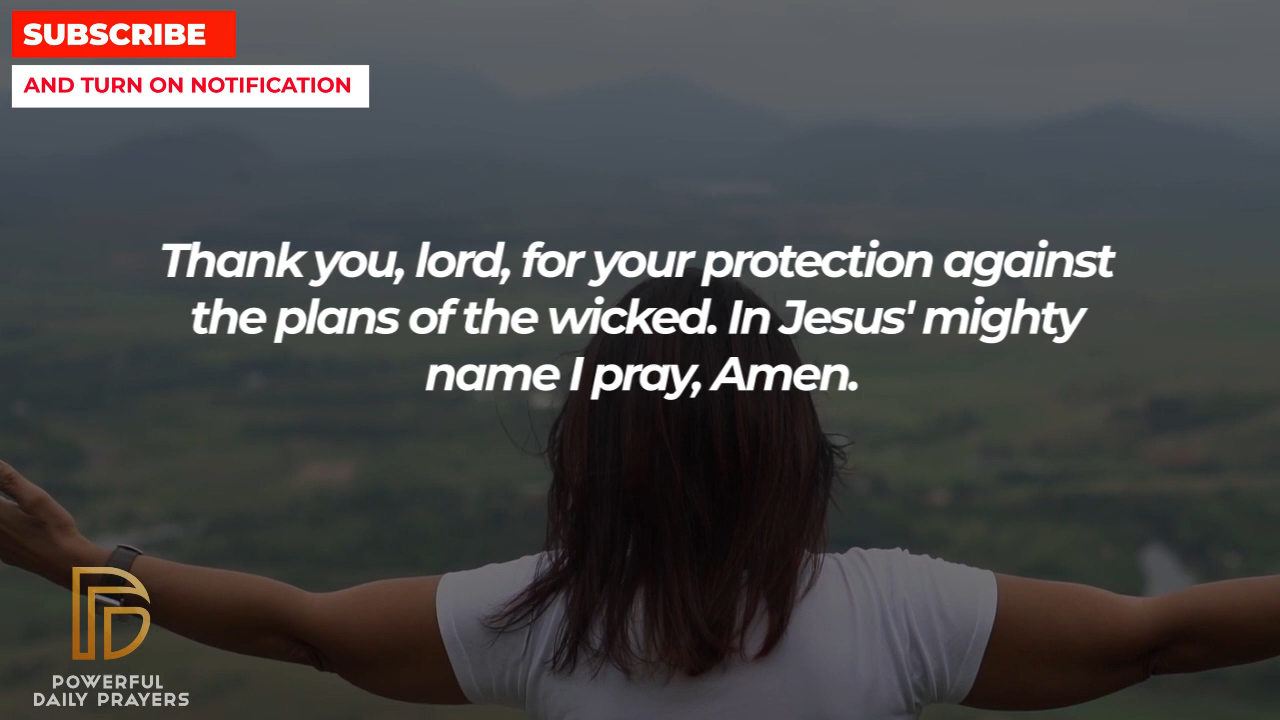 SUBSCRIBE
AND TURN ON NOTIFICATION
Thank you, lord, for your protection against
the plans of the wicked. In Jesus' mighty
name I pray, Amen.
POWERFUL
DAILY PRAYERS